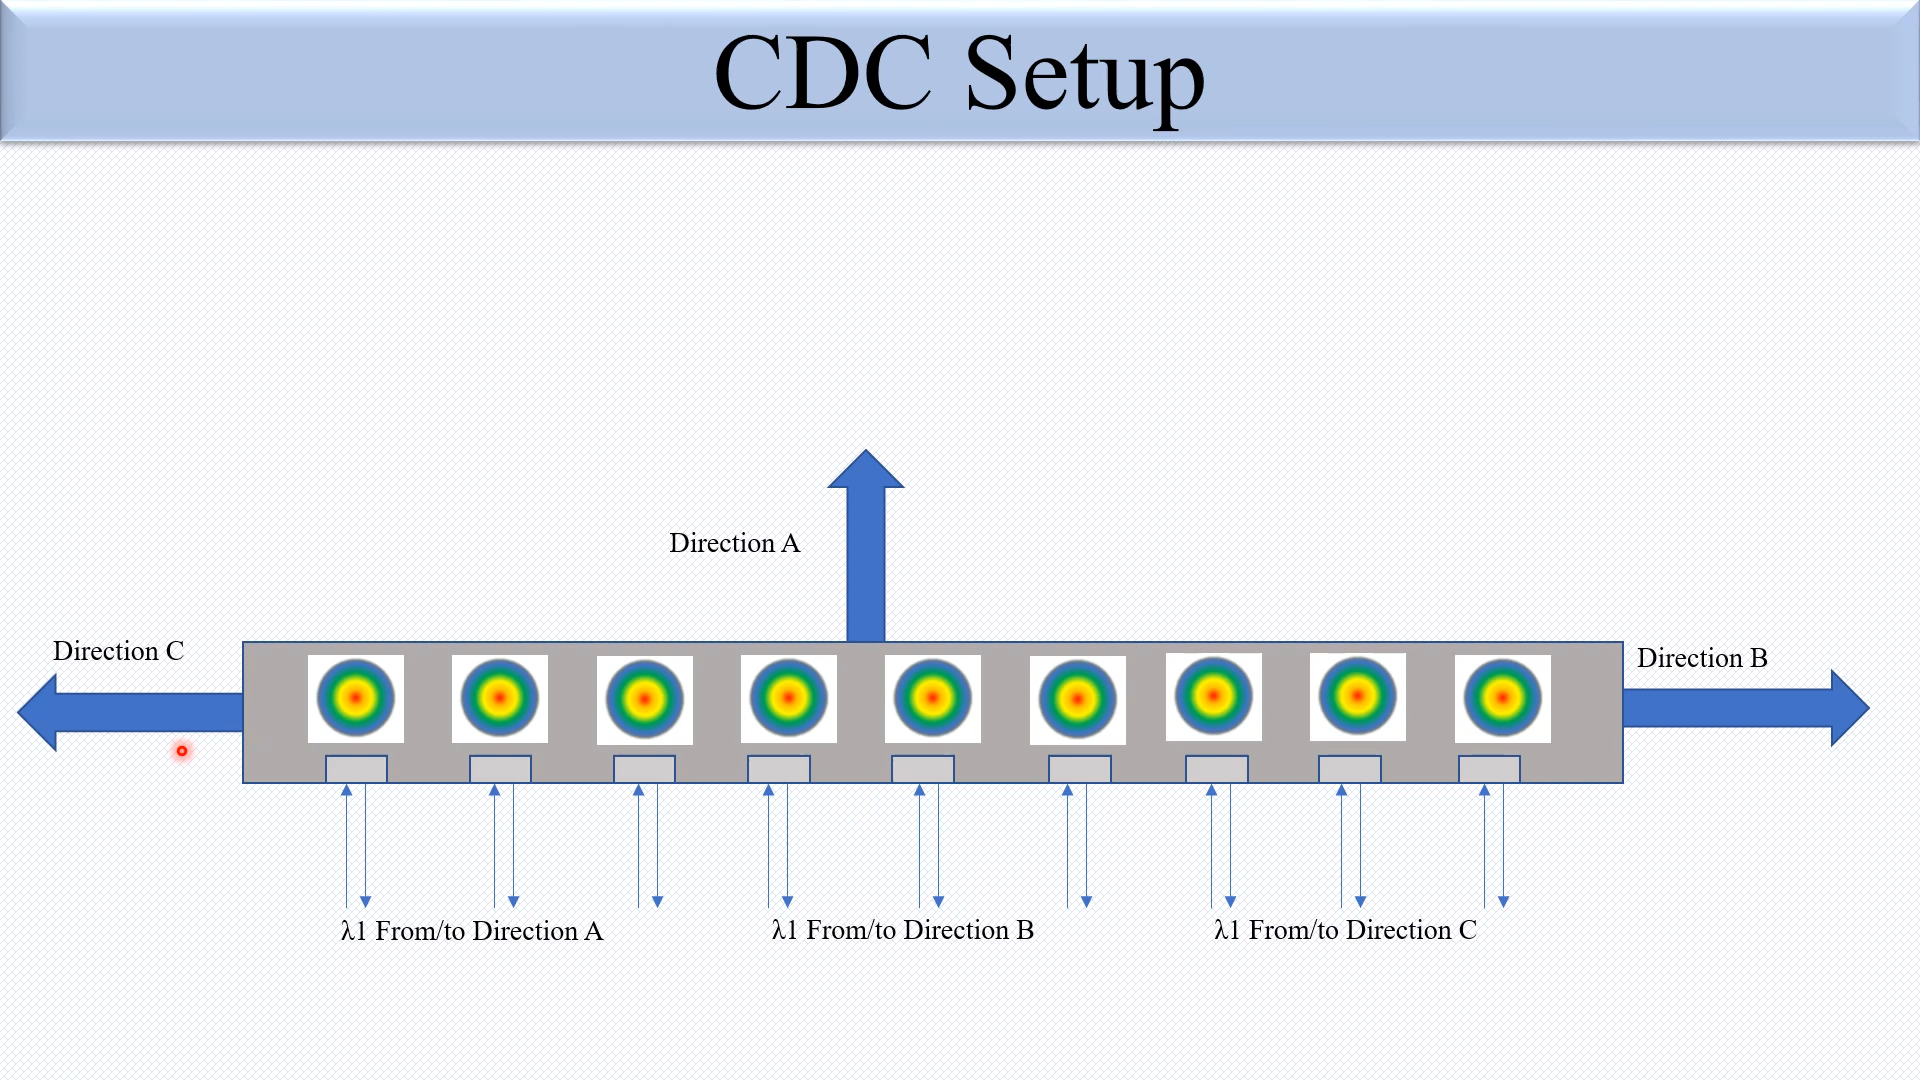 CDC Setup
Direction A
Direction C
Direction B
λ1 From/to Direction A
λ1 From/to Direction B
λ1 From/to Direction C